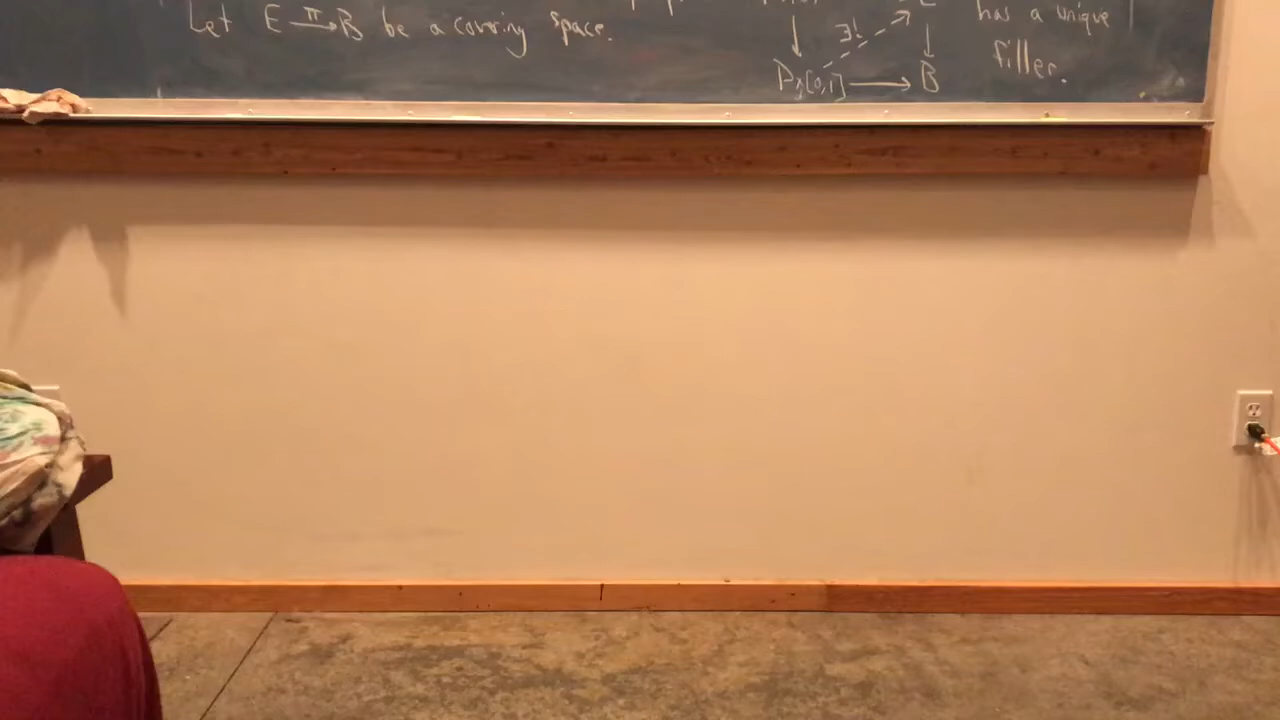 Let E π→ B be a covering space.
∃!
has a unique
filler.
[0,1] → B